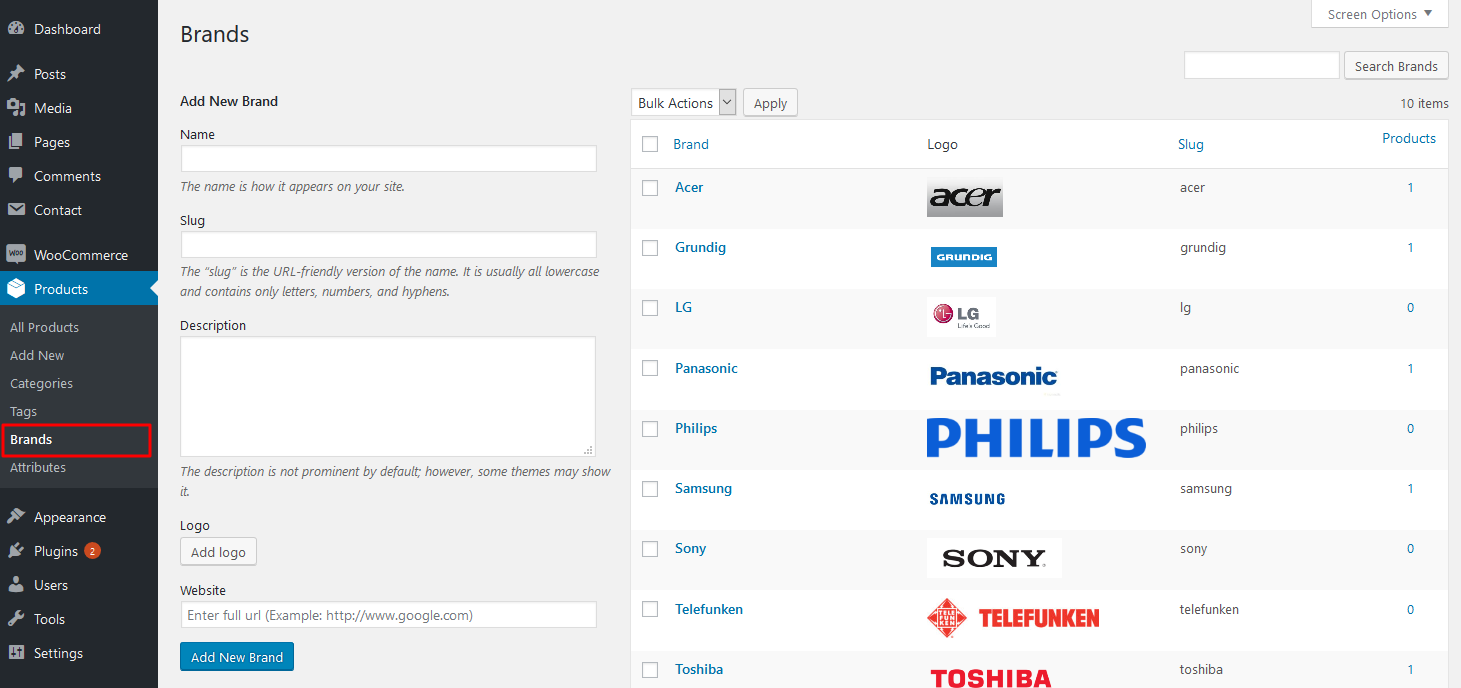 Dashboard
Posts
Media
Pages
Comments
Contact
WooCommerce
Products
All Products
Add New
Categories
Tags
Brands
Attributes
Appearance
Plugins 2
Users
Tools
Settings
Screen Options
Brands
Search Brands
Add New Brand
Name
The name is how it appears on your site.
Slug
The “slug” is the URL-friendly version of the name. It is usually all lowercase
and contains only letters, numbers, and hyphens.
Description
The description is not prominent by default; however, some themes may show
it.
Logo
Add logo
Website
Enter full url (Example: http://www.google.com)
Add New Brand
Bulk Actions Apply 10 items
Brand Logo Slug Products
Acer acer acer 1
Grundig GRUNDIG grundig 1
LG LG Life's Good lg 0
Panasonic Panasonic panasonic 1
Philips PHILIPS philips 0
Samsung SAMSUNG samsung 1
Sony SONY sony 0
Telefunken TELE FUN KEN TELEFUNKEN telefunken 0
Toshiba TOSHIBA toshiba 1